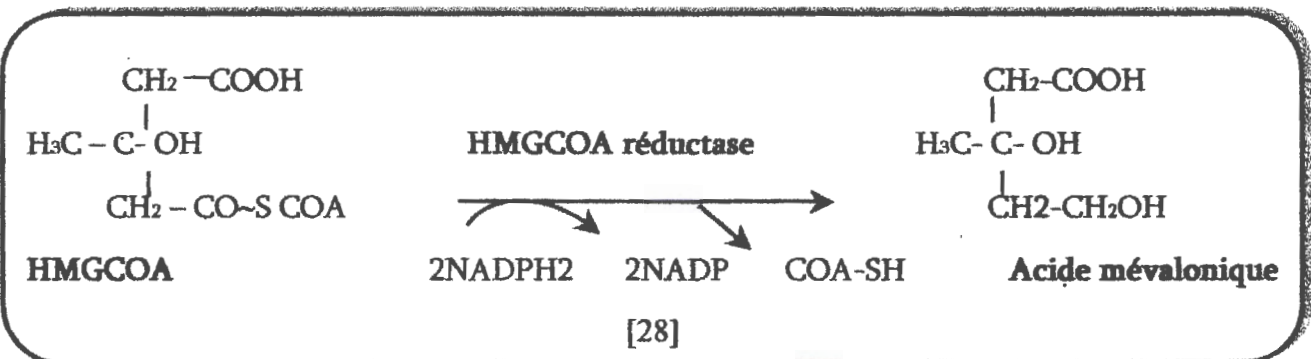 CH2—COOH CH2-COOH
H3C – C- OH HMGCOA réductase H3C- C- OH
CH2 – CO~S COA CH2-CH2OH
HMGCOA 2NADPH2 2NADP COA-SH Acide mévalonique
[28]